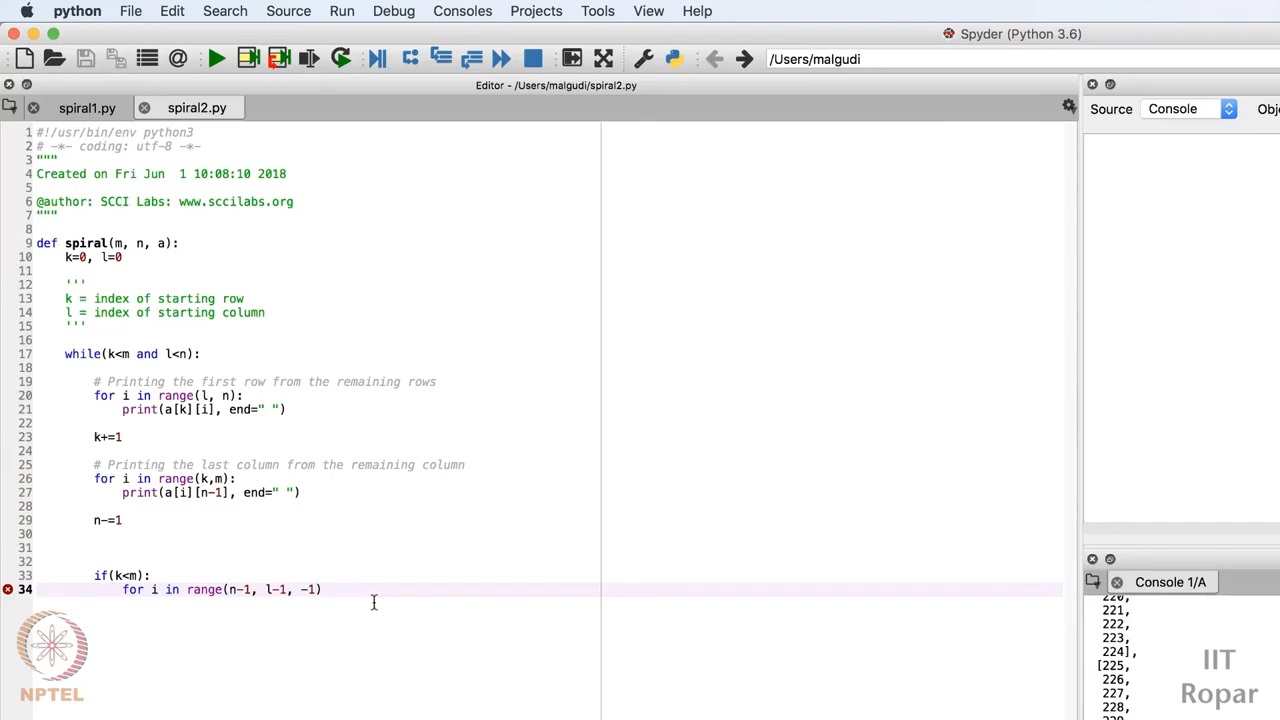 python File Edit Search Source Run Debug Consoles Projects Tools View Help
Spyder (Python 3.6)
/Users/malgudi
Editor - /Users/malgudi/spiral2.py
spiral1.py spiral2.py
Source Console Obj
1 #!/usr/bin/env python3
2 # -*- coding: utf-8 -*-
3 """
4 Created on Fri Jun  1 10:08:10 2018
5
6 @author: SCCI Labs: www.sccilabs.org
7 """
8
9 def spiral(m, n, a):
10     k=0, l=0
11
12     '''
13     k = index of starting row
14     l = index of starting column
15     '''
16
17     while(k<m and l<n):
18
19         # Printing the first row from the remaining rows
20         for i in range(l, n):
21             print(a[k][i], end=" ")
22
23         k+=1
24
25         # Printing the last column from the remaining column
26         for i in range(k,m):
27             print(a[i][n-1], end=" ")
28
29         n-=1
30
31
32
33         if(k<m):
34             for i in range(n-1, l-1, -1)
Console 1/A
220,
221,
222,
223,
224],
[225,
226,
227,
228,
NPTEL
IIT
Ropar